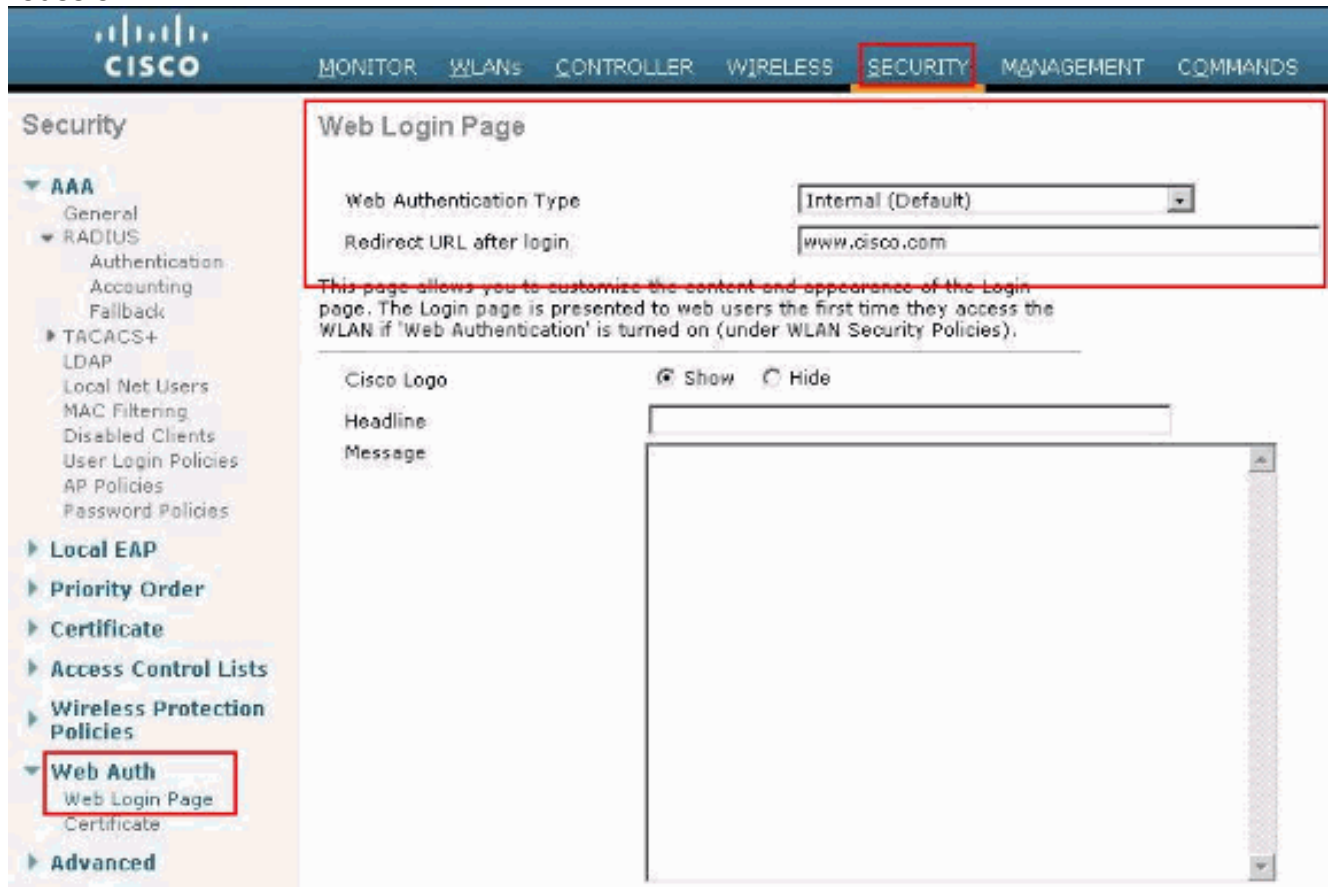 CISCO
MONITOR WLANs CONTROLLER WIRELESS SECURITY MANAGEMENT COMMANDS
Security
AAA
General
RADIUS
Authentication
Accounting
Fallback
TACACS+
LDAP
Local Net Users
MAC Filtering
Disabled Clients
User Login Policies
AP Policies
Password Policies
Local EAP
Priority Order
Certificate
Access Control Lists
Wireless Protection
Policies
Web Auth
Web Login Page
Certificate
Advanced
Web Login Page
Web Authentication Type Internal (Default)
Redirect URL after login www.cisco.com
This page allows you to customize the content and appearance of the Login
page. The Login page is presented to web users the first time they access the
WLAN if 'Web Authentication' is turned on (under WLAN Security Policies).
Cisco Logo Show Hide
Headline
Message